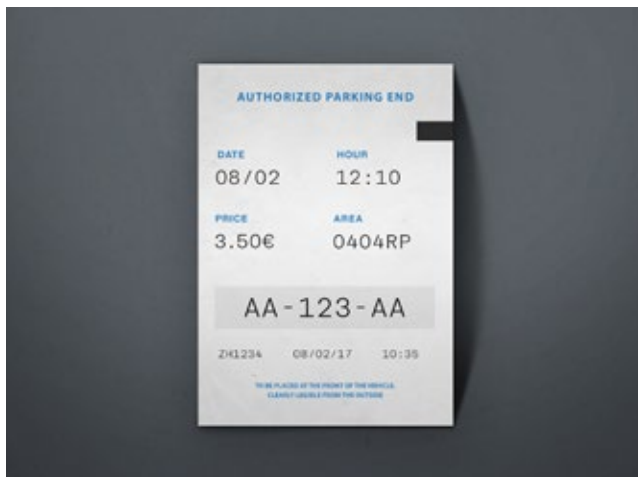 AUTHORIZED PARKING END
DATE HOUR
08/02 12:10
PRICE AREA
3.50€ 0404RP
AA-123-AA
ZH1234 08/02/17 10:35
TO BE PLACED AT THE FRONT OF THE VEHICLE,
CLEARLY LEGIBLE FROM THE OUTSIDE